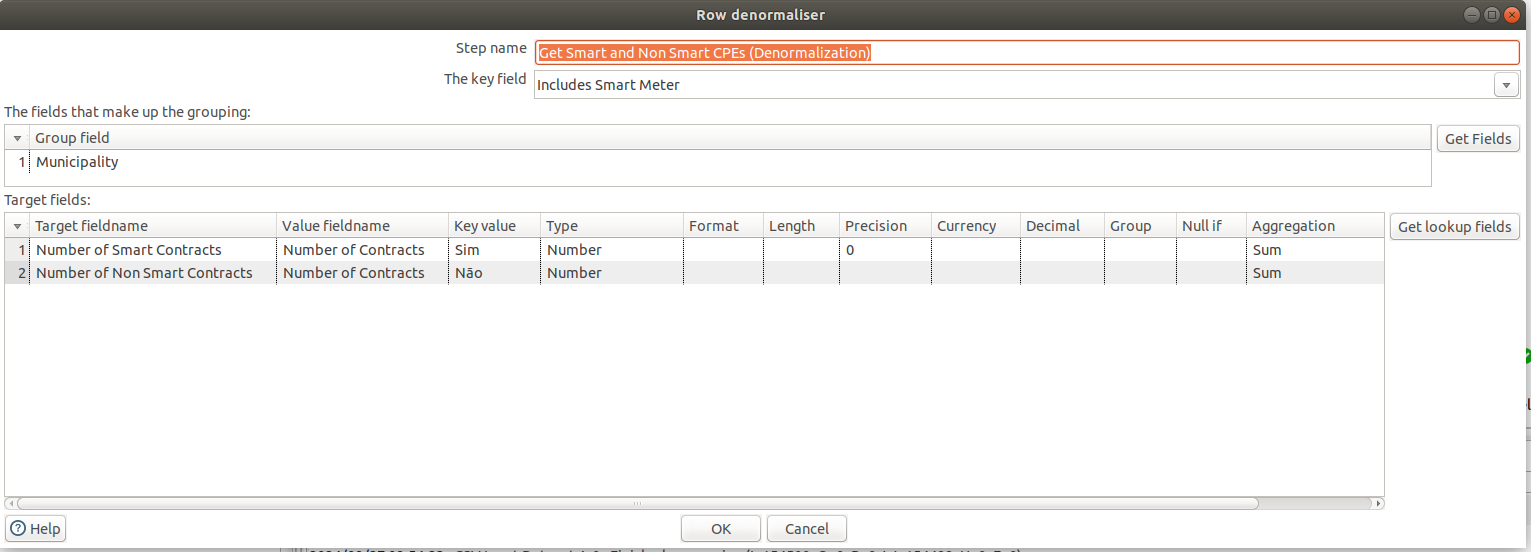 Row denormaliser
Step name Get Smart and Non Smart CPEs (Denormalization)
The key field Includes Smart Meter
The fields that make up the grouping:
Group field
Get Fields
1 Municipality
Target fields:
Target fieldname Value fieldname Key value Type Format Length Precision Currency Decimal Group Null if Aggregation
Get lookup fields
1 Number of Smart Contracts Number of Contracts Sim Number 0 Sum
2 Number of Non Smart Contracts Number of Contracts Não Number Sum
? Help OK Cancel